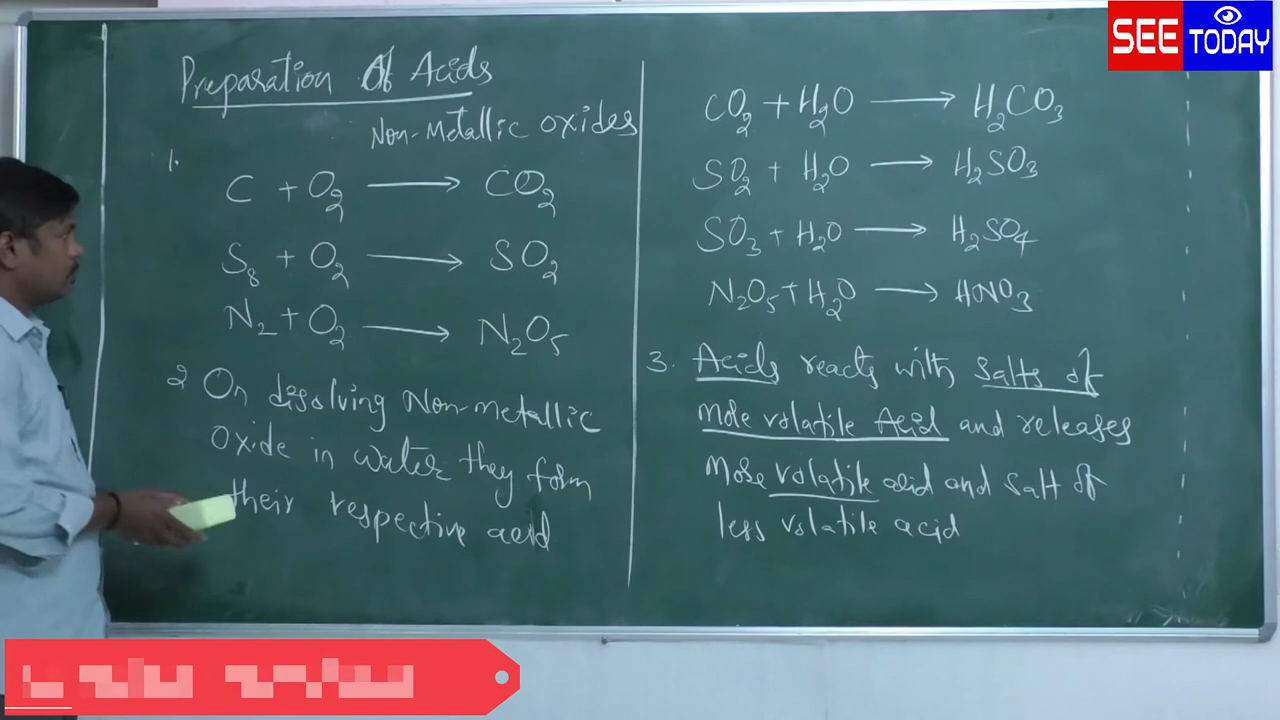 Preparation Of Acids
Non-Metallic oxides
1.
C + O₂ ⟶ CO₂
S₈ + O₂ ⟶ SO₂
N₂ + O₂ ⟶ N₂O₅
2 On dissolving Non-metallic
oxide in water they form
their respective acid
CO₂ + H₂O ⟶ H₂CO₃
SO₂ + H₂O ⟶ H₂SO₃
SO₃ + H₂O ⟶ H₂SO₄
N₂O₅ + H₂O ⟶ HNO₃
3. Acids reacts with Salts of
more volatile Acid and releases
more volatile acid and salt of
less volatile acid
SEE TODAY